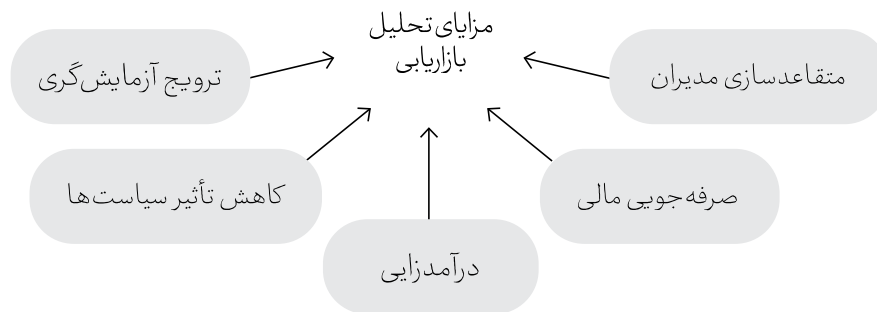 مزایای تحلیل
بازاریابی
متقاعدسازی مدیران
ترویج آزمایش‌گری
صرفه‌جویی مالی
کاهش تأثیر سیاست‌ها
درآمدزایی